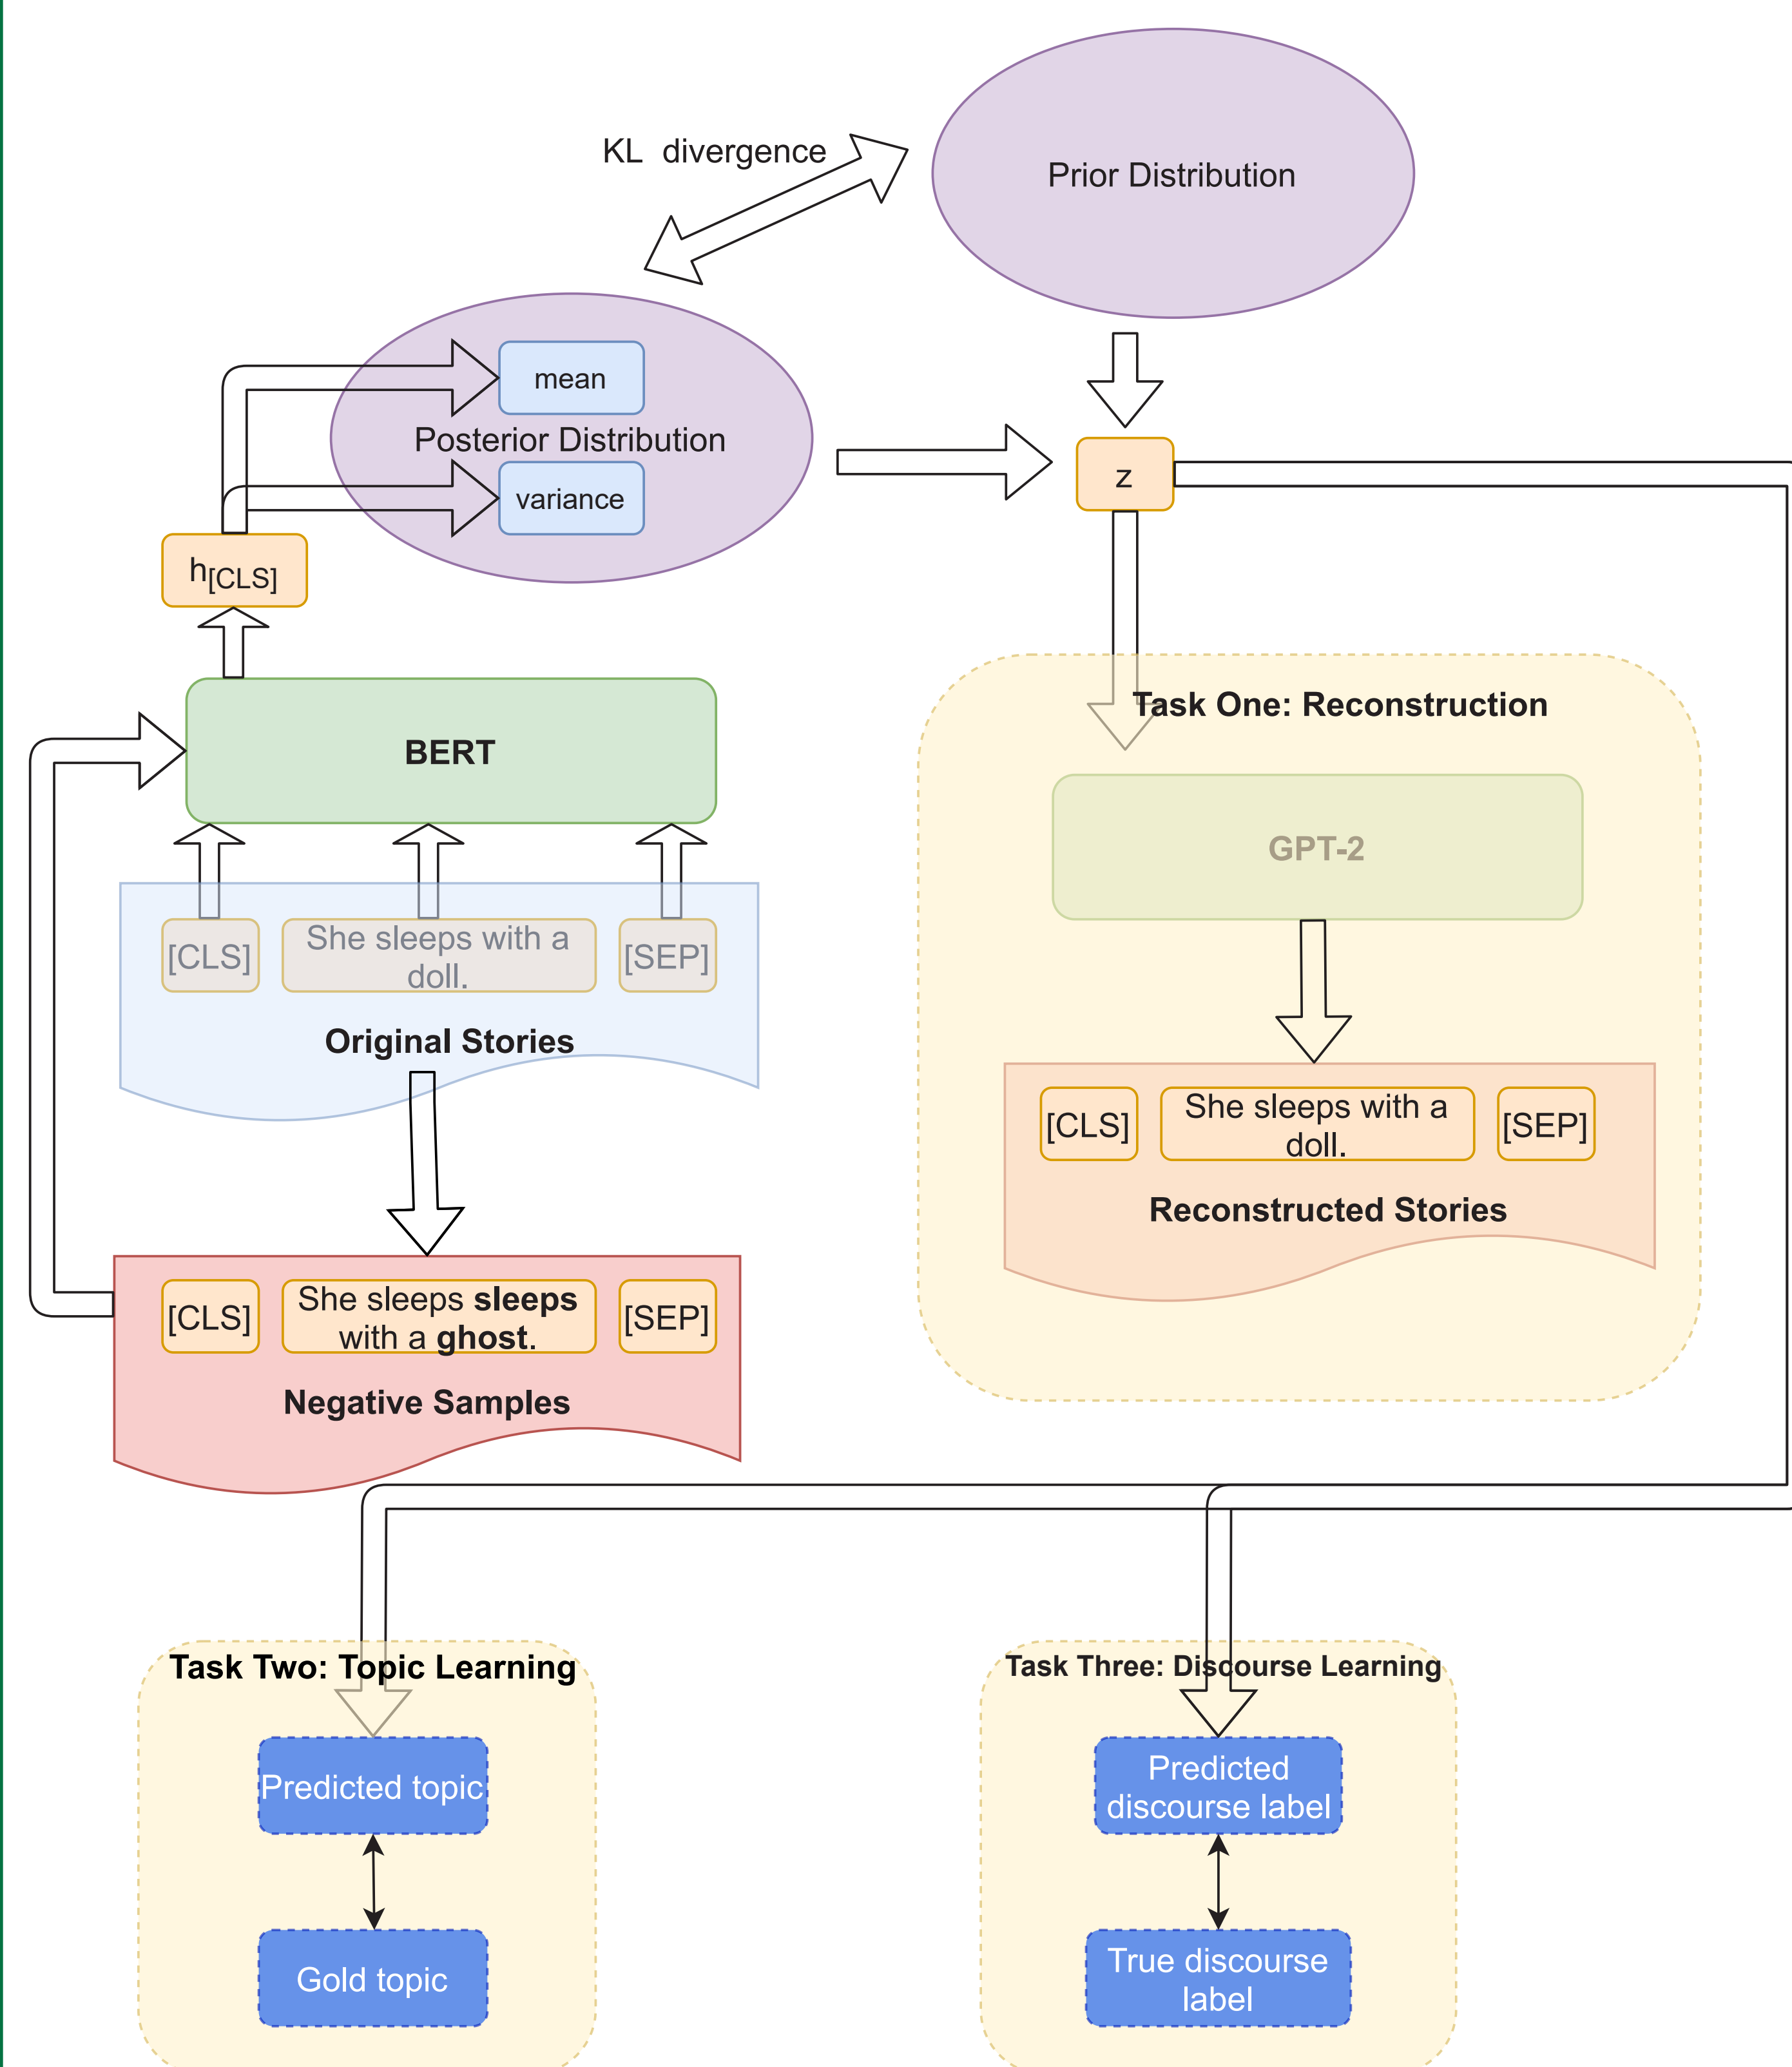 KL  divergence
Prior Distribution
mean
Posterior Distribution
variance
z
h[CLS]
BERT
[CLS]
She sleeps with a
doll.
[SEP]
Original Stories
[CLS]
She sleeps sleeps
with a ghost.
[SEP]
Negative Samples
Task One: Reconstruction
GPT-2
[CLS]
She sleeps with a
doll.
[SEP]
Reconstructed Stories
Task Two: Topic Learning
Predicted topic
Gold topic
Task Three: Discourse Learning
Predicted
discourse label
True discourse
label